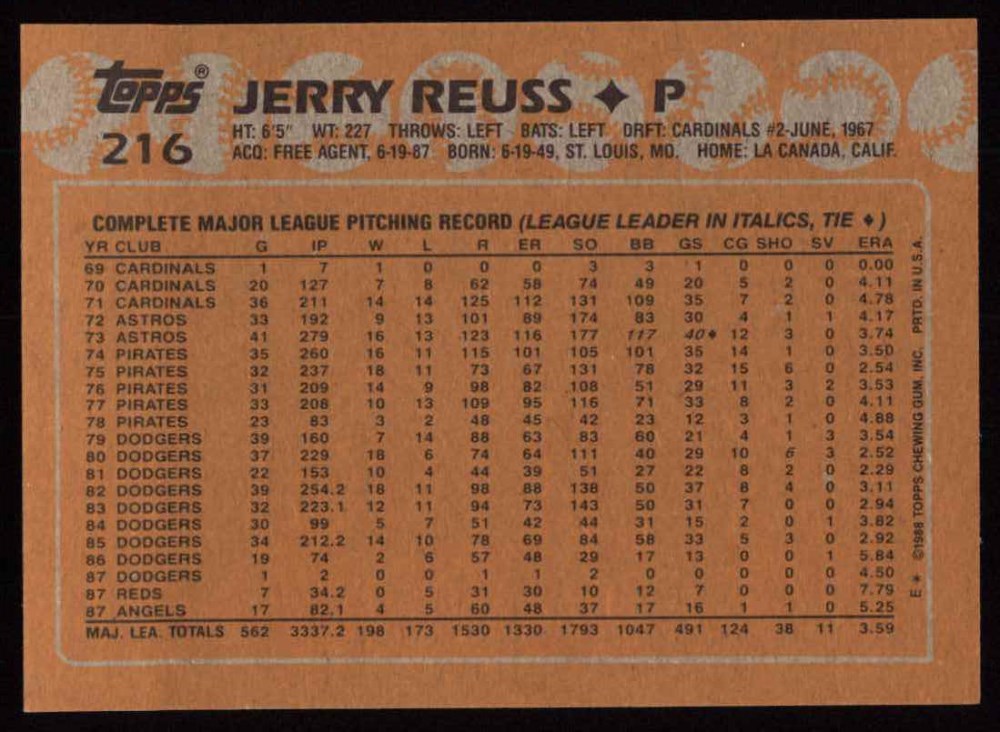 Topps® JERRY REUSS ♦ P
216 HT: 6'5" WT: 227 THROWS: LEFT BATS: LEFT DRFT: CARDINALS #2-JUNE, 1967
ACQ: FREE AGENT, 6-19-87 BORN: 6-19-49, ST. LOUIS, MO. HOME: LA CANADA, CALIF.
COMPLETE MAJOR LEAGUE PITCHING RECORD (LEAGUE LEADER IN ITALICS, TIE ♦)
YR CLUB G IP W L R ER SO BB GS CG SHO SV ERA
69 CARDINALS 1 7 1 0 0 0 3 3 1 0 0 0 0.00
70 CARDINALS 20 127 7 8 62 58 74 49 20 5 2 0 4.11
71 CARDINALS 36 211 14 14 125 112 131 109 35 7 2 0 4.78
72 ASTROS 33 192 9 13 101 89 174 83 30 4 1 1 4.17
73 ASTROS 41 279 16 13 123 116 177 117 40♦ 12 3 0 3.74
74 PIRATES 35 260 16 11 115 101 105 101 35 14 1 0 3.50
75 PIRATES 32 237 18 11 73 67 131 78 32 15 6 0 2.54
76 PIRATES 31 209 14 9 98 82 108 51 29 11 3 2 3.53
77 PIRATES 33 208 10 13 109 95 116 71 33 8 2 0 4.11
78 PIRATES 23 83 3 2 48 45 42 23 12 3 1 0 4.88
79 DODGERS 39 160 7 14 88 63 83 60 21 4 1 3 3.54
80 DODGERS 37 229 18 6 74 64 111 40 29 10 6 3 2.52
81 DODGERS 22 153 10 4 44 39 51 27 22 8 2 0 2.29
82 DODGERS 39 254.2 18 11 98 88 138 50 37 8 4 0 3.11
83 DODGERS 32 223.1 12 11 94 73 143 50 31 7 0 0 2.94
84 DODGERS 30 99 5 7 51 42 44 31 15 2 0 1 3.82
85 DODGERS 34 212.2 14 10 78 69 84 58 33 5 3 0 2.92
86 DODGERS 19 74 2 6 57 48 29 17 13 0 0 1 5.84
87 DODGERS 1 2 0 0 1 1 2 0 0 0 0 0 4.50
87 REDS 7 34.2 0 5 31 30 10 12 7 0 0 0 7.79
87 ANGELS 17 82.1 4 5 60 48 37 17 16 1 1 0 5.25
MAJ. LEA. TOTALS 562 3337.2 198 173 1530 1330 1793 1047 491 124 38 11 3.59
E* ©1988 TOPPS CHEWING GUM, INC. PRTD. IN U.S.A.